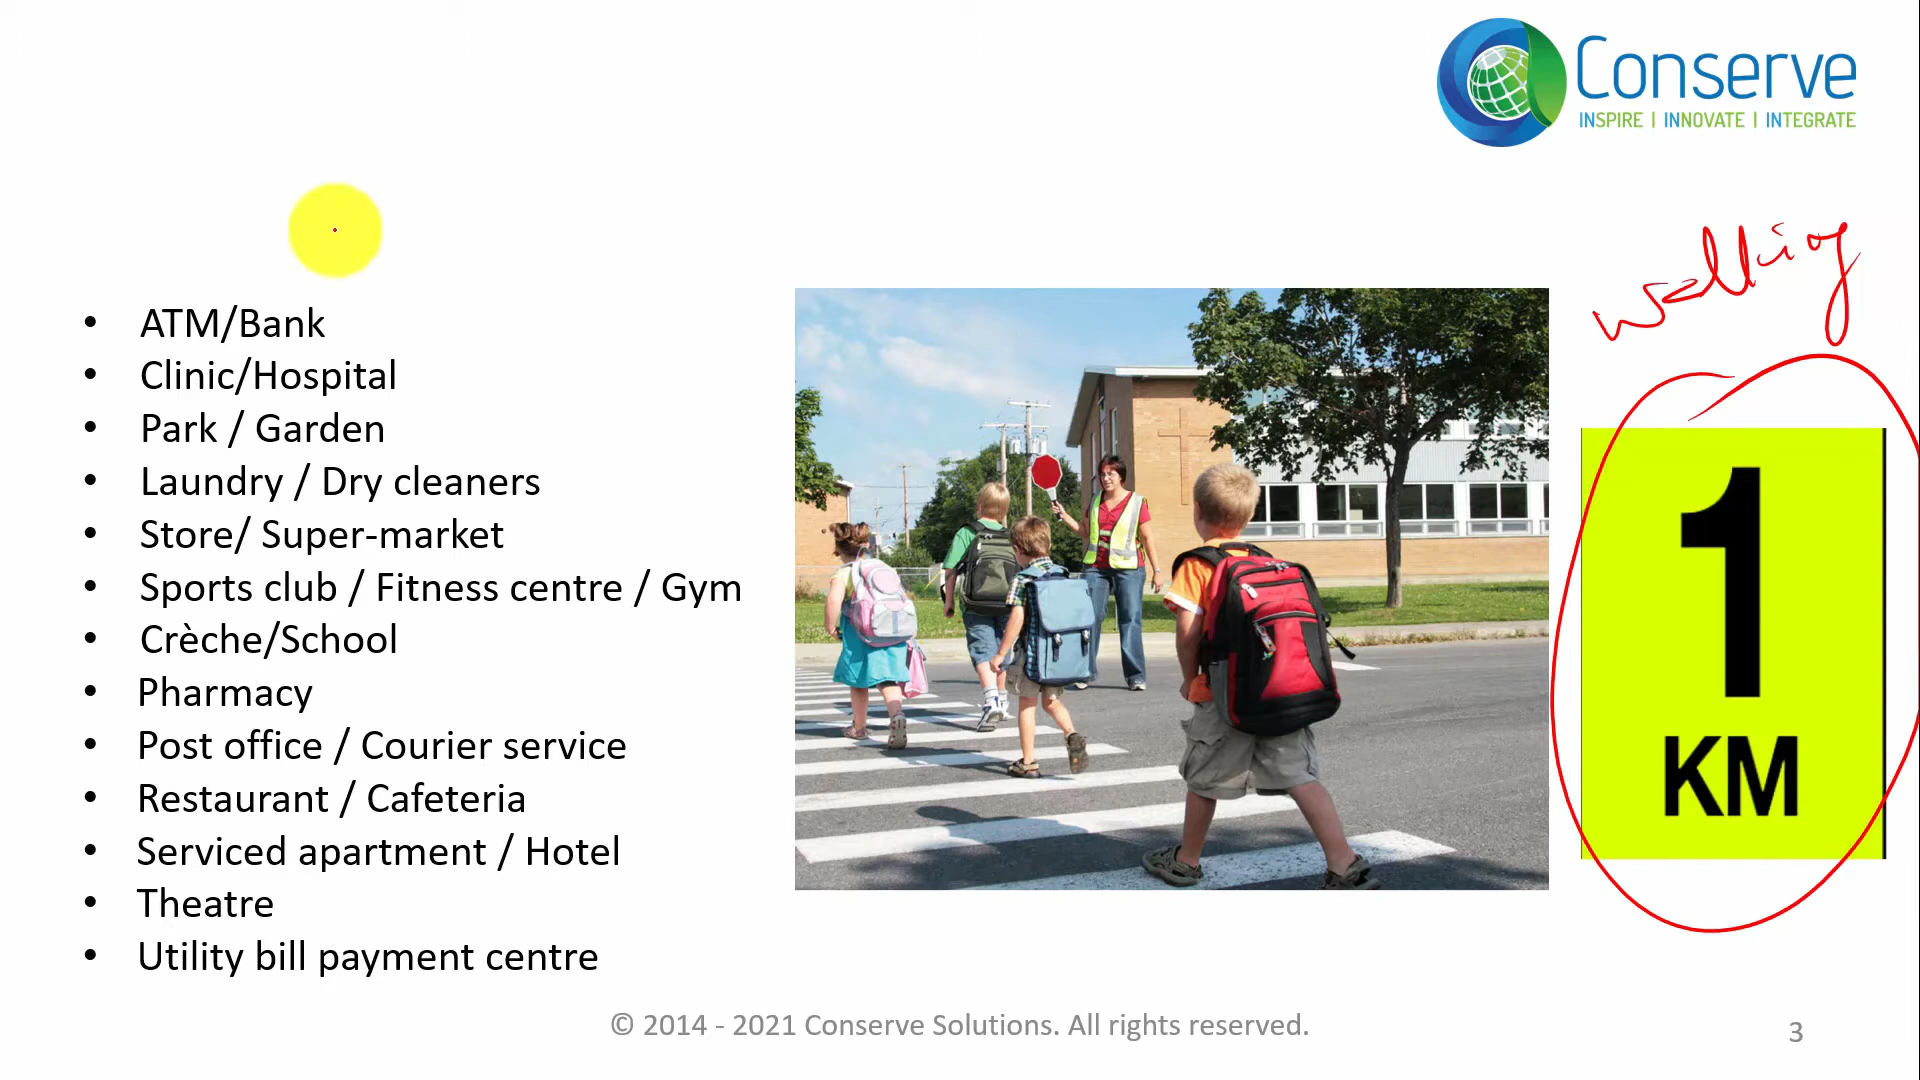 Conserve
INSPIRE | INNOVATE | INTEGRATE
walking
• ATM/Bank
• Clinic/Hospital
• Park / Garden
• Laundry / Dry cleaners
• Store/ Super-market
• Sports club / Fitness centre / Gym
• Crèche/School
• Pharmacy
• Post office / Courier service
• Restaurant / Cafeteria
• Serviced apartment / Hotel
• Theatre
• Utility bill payment centre
1
KM
© 2014 - 2021 Conserve Solutions. All rights reserved.
3